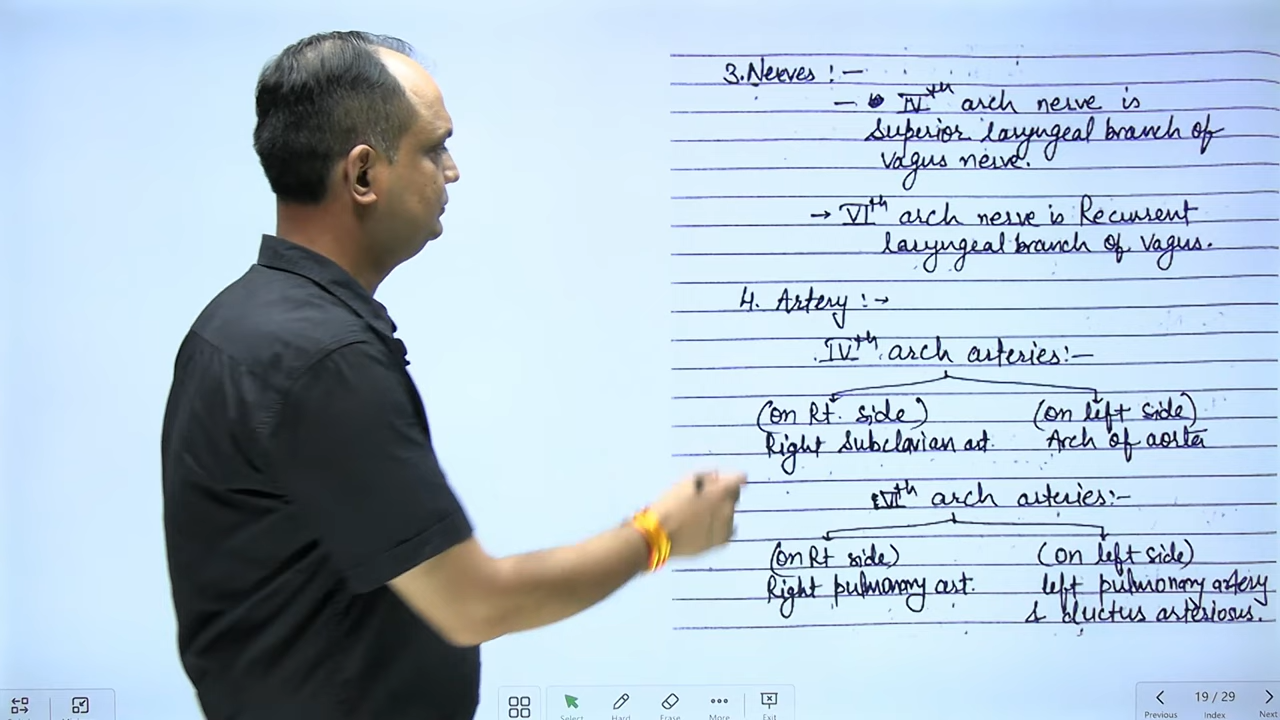 3. Nerves :-
- IVth arch nerve is
Superior laryngeal branch of
vagus nerve.
→ VIth arch nerve is Recurrent
laryngeal branch of vagus.
4. Artery :→
IVth arch arteries:-
(on Rt. side) (on left side)
Right Subclavian art. Arch of aorta
VIth arch arteries:-
(on Rt side) (on left side)
Right pulmonary art. left pulmonary artery
& ductus arteriosus.
Select Hard Erase More Exit
Previous 19 / 29 Index Next